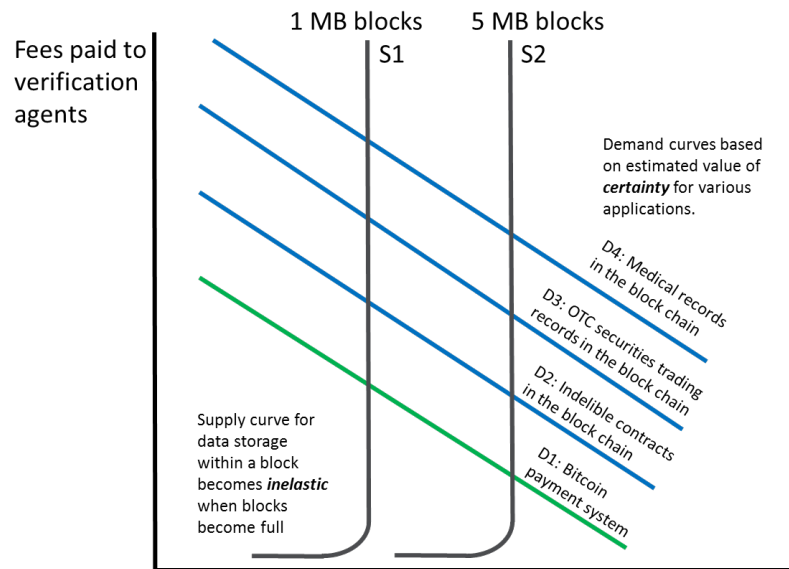 1 MB blocks
5 MB blocks
Fees paid to
verification
agents
S1
S2
Demand curves based
on estimated value of
certainty for various
applications.
D4: Medical records
in the block chain
D3: OTC securities trading
records in the block chain
D2: Indelible contracts
in the block chain
D1: Bitcoin
payment system
Supply curve for
data storage
within a block
becomes inelastic
when blocks
become full